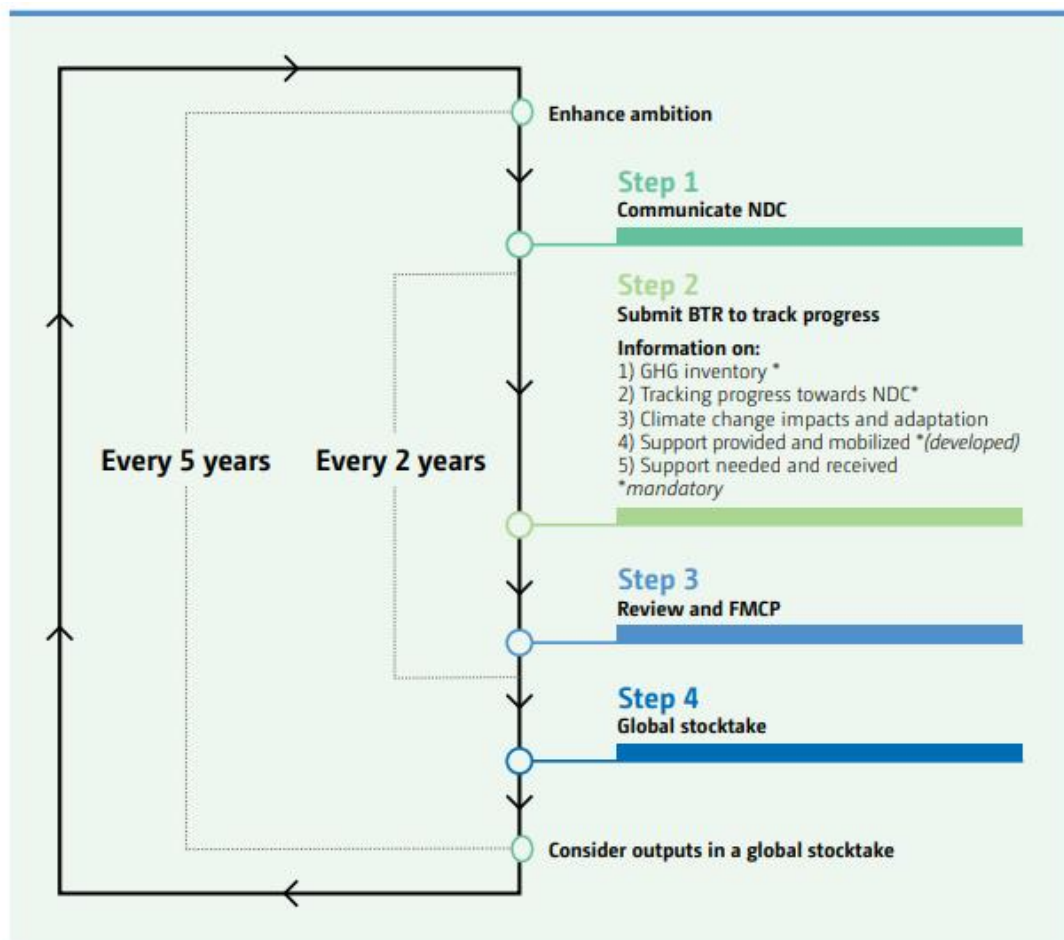 Enhance ambition
Step 1
Communicate NDC
Step 2
Submit BTR to track progress
Information on:
1) GHG inventory *
2) Tracking progress towards NDC*
3) Climate change impacts and adaptation
4) Support provided and mobilized *(developed)
5) Support needed and received
*mandatory
Every 5 years
Every 2 years
Step 3
Review and FMCP
Step 4
Global stocktake
Consider outputs in a global stocktake